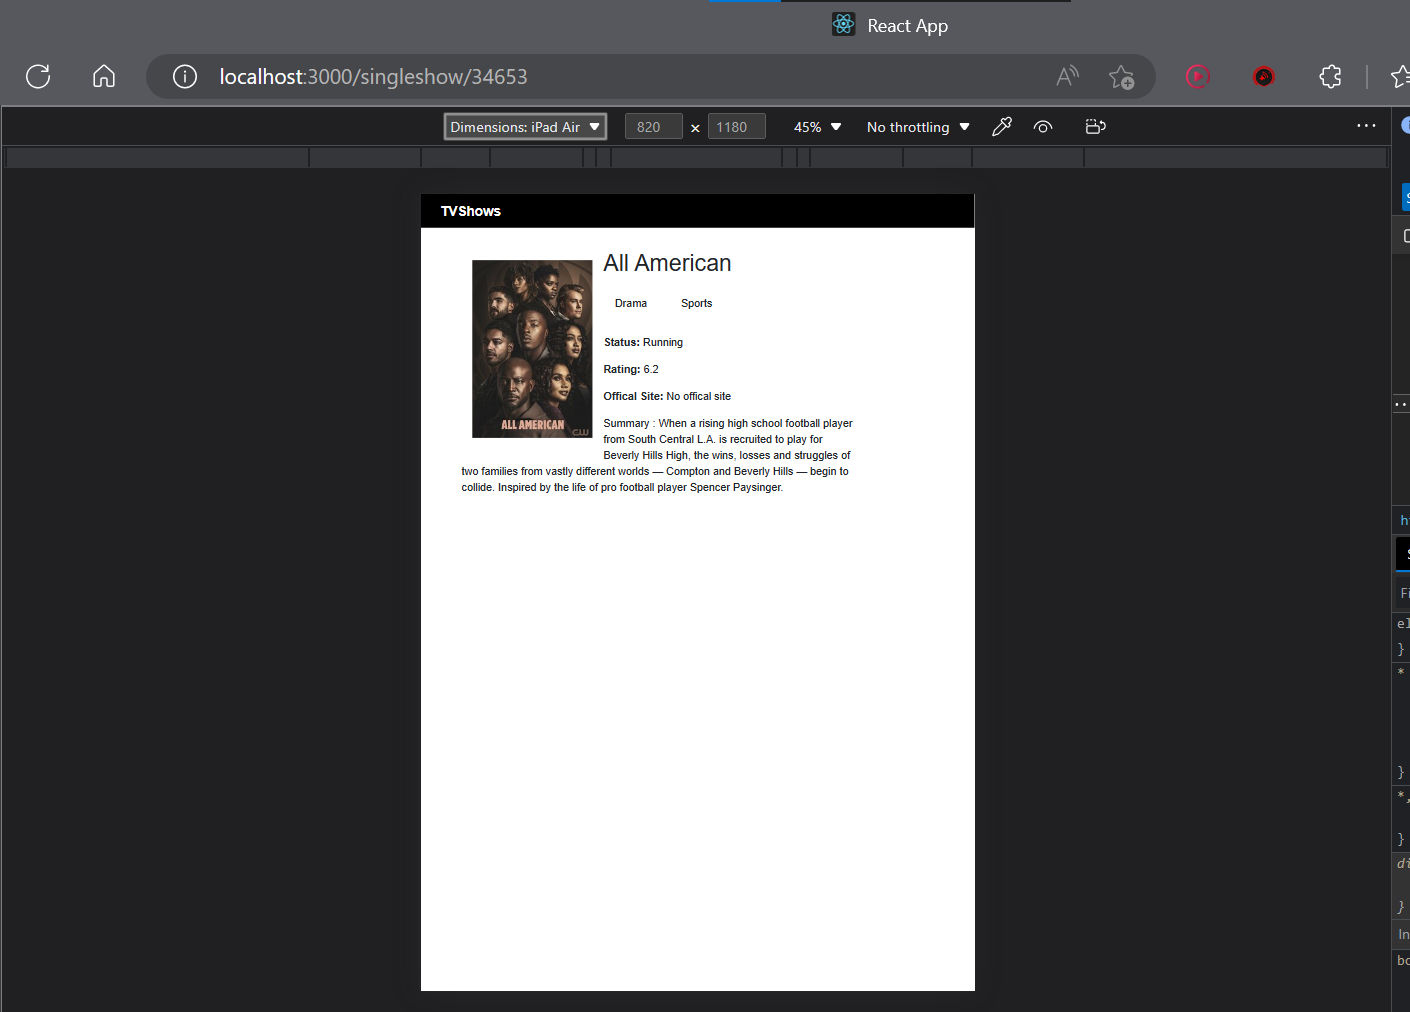 React App
localhost:3000/singleshow/34653
Dimensions: iPad Air 820 x 1180 45% No throttling
TVShows
All American
Drama Sports
Status: Running
Rating: 6.2
Offical Site: No offical site
Summary : When a rising high school football player
from South Central L.A. is recruited to play for
Beverly Hills High, the wins, losses and struggles of
two families from vastly different worlds — Compton and Beverly Hills — begin to
collide. Inspired by the life of pro football player Spencer Paysinger.
ALL AMERICAN
CW
el
}
*
}
*,
}
di
}
In